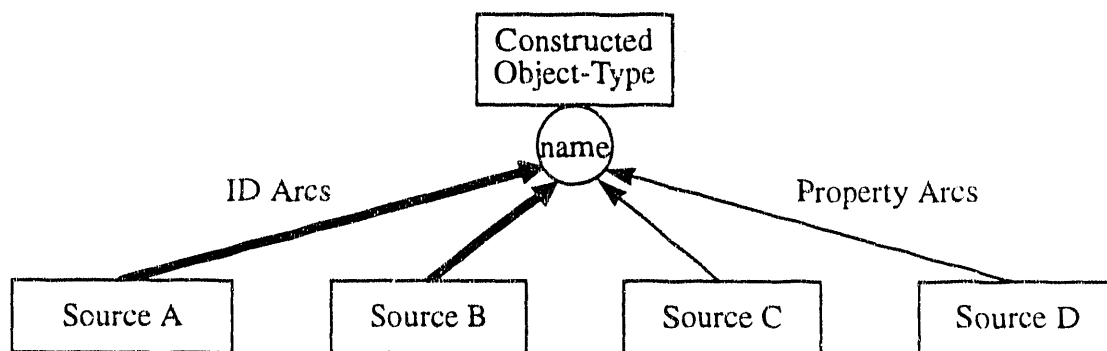 Constructed
Object-Type
name
ID Arcs
Property Arcs
Source A
Source B
Source C
Source D